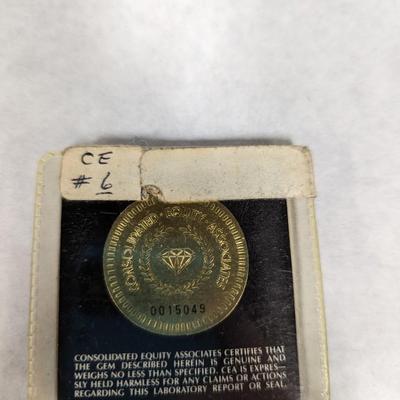 CE
# 6
CONSOLIDATED EQUITY ASSOCIATES
0015049
CONSOLIDATED EQUITY ASSOCIATES CERTIFIES THAT
THE GEM DESCRIBED HEREIN IS GENUINE AND
WEIGHS NO LESS THAN SPECIFIED. CEA IS EXPRES—
SLY HELD HARMLESS FOR ANY CLAIMS OR ACTIONS
REGARDING THIS LABORATORY REPORT OR SEAL.